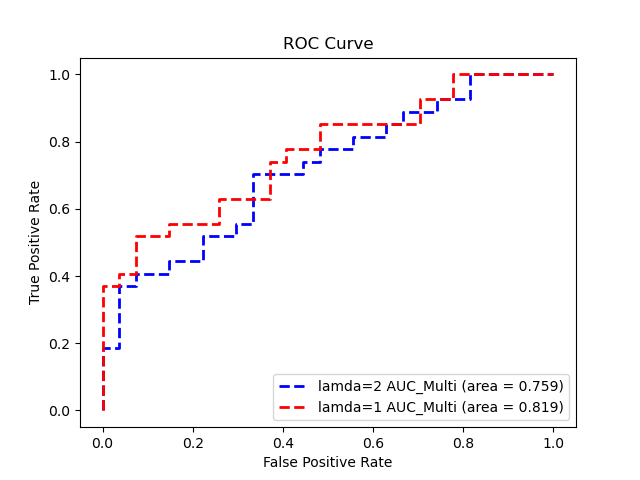 ROC Curve
True Positive Rate
1.0
0.8
0.6
0.4
0.2
0.0
lamda=2 AUC_Multi (area = 0.759)
lamda=1 AUC_Multi (area = 0.819)
0.0 0.2 0.4 0.6 0.8 1.0
False Positive Rate